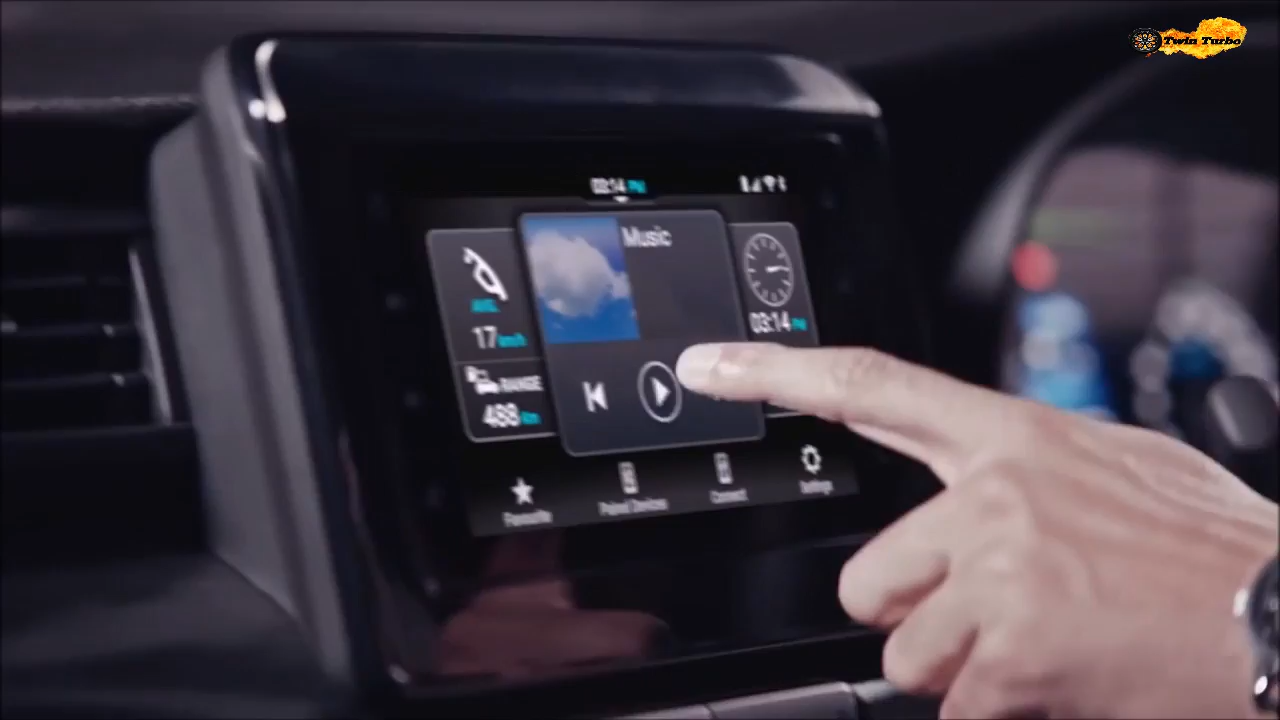 Twin Turbo
03:14 PM
Music
AVG.
17 km/h
03:14 PM
RANGE
488 km
Favourite
Paired Devices
Connect
Settings